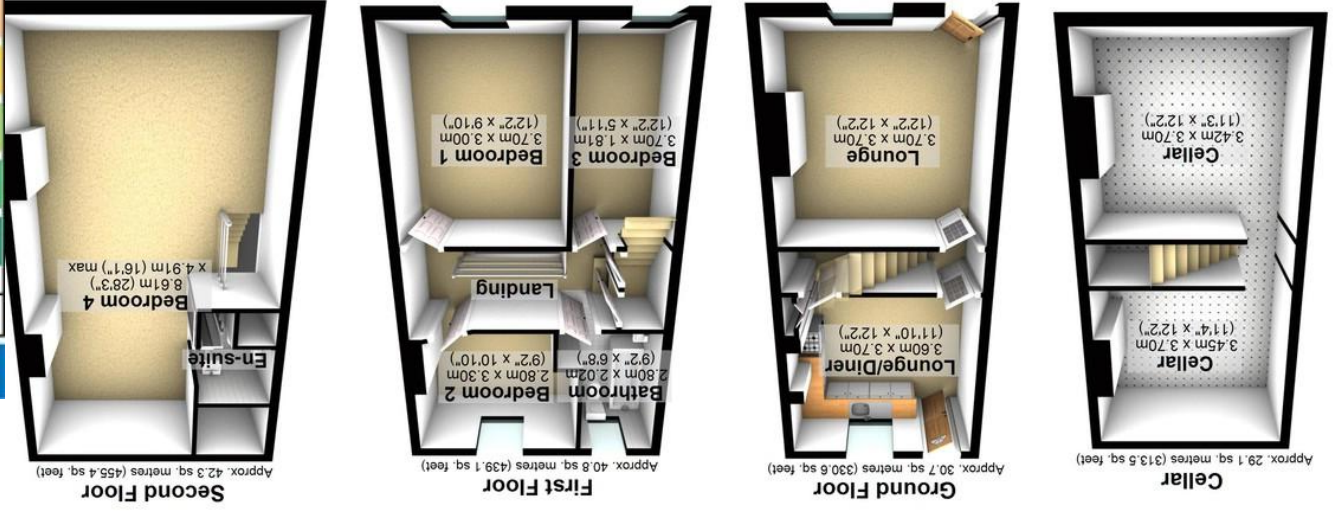 Cellar
Approx. 29.1 sq. metres (313.5 sq. feet)
Cellar
3.45m x 3.70m
(11'4" x 12'2")
Cellar
3.42m x 3.70m
(11'3" x 12'2")
Ground Floor
Approx. 30.7 sq. metres (330.6 sq. feet)
Lounge/Diner
3.60m x 3.70m
(11'10" x 12'2")
Lounge
3.70m x 3.70m
(12'2" x 12'2")
First Floor
Approx. 40.8 sq. metres (439.1 sq. feet)
Bathroom
2.80m x 2.02m
(9'2" x 6'8")
Bedroom 2
2.80m x 3.30m
(9'2" x 10'10")
Landing
Bedroom 3
3.70m x 1.81m
(12'2" x 5'11")
Bedroom 1
3.70m x 3.00m
(12'2" x 9'10")
Second Floor
Approx. 42.3 sq. metres (455.4 sq. feet)
En-suite
Bedroom 4
8.61m (28'3")
x 4.91m (16'1") max